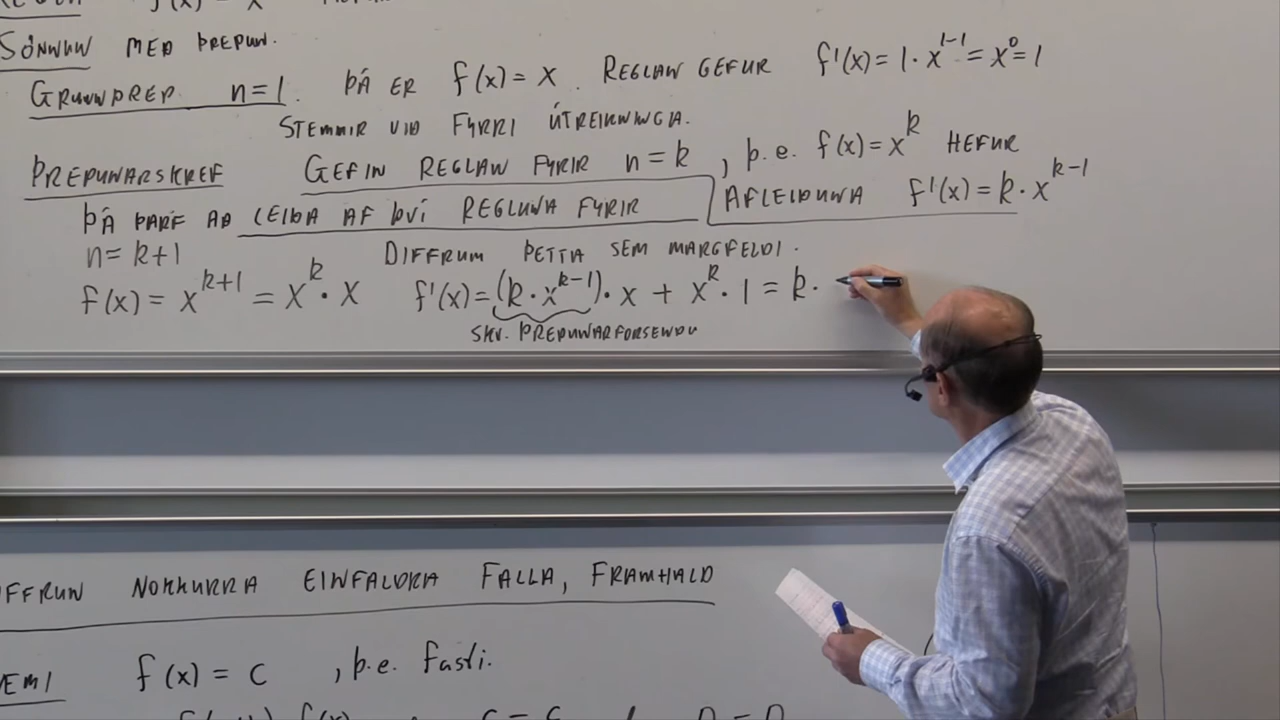 f(x) = x
SÖNNUN MEÐ ÞREPUN.
GRUNNÞREP n=1. ÞÁ ER f(x) = x. REGLAN GEFUR f'(x) = 1 · x^{1-1} = x^0 = 1
STEMMIR VIÐ FYRRI ÚTREIKNINGA.
ÞREPUNARSKREF GEFIN REGLAN FYRIR n = k, þ.e. f(x) = x^k HEFUR
AFLEIÐUNA f'(x) = k · x^{k-1}
ÞÁ ÞARF AÐ LEIÐA AF ÞVÍ REGLUNA FYRIR
n = k+1 DIFFRUM ÞETTA SEM MARGFELDI.
f(x) = x^{k+1} = x^k · x f'(x) = (k · x^{k-1}) · x + x^k · 1 = k ·
SKV. ÞREPUNARFORSENDU
IFFRUN NOKKURRA EINFALDRA FALLA, FRAMHALD
EMI f(x) = c , þ.e. fasti.